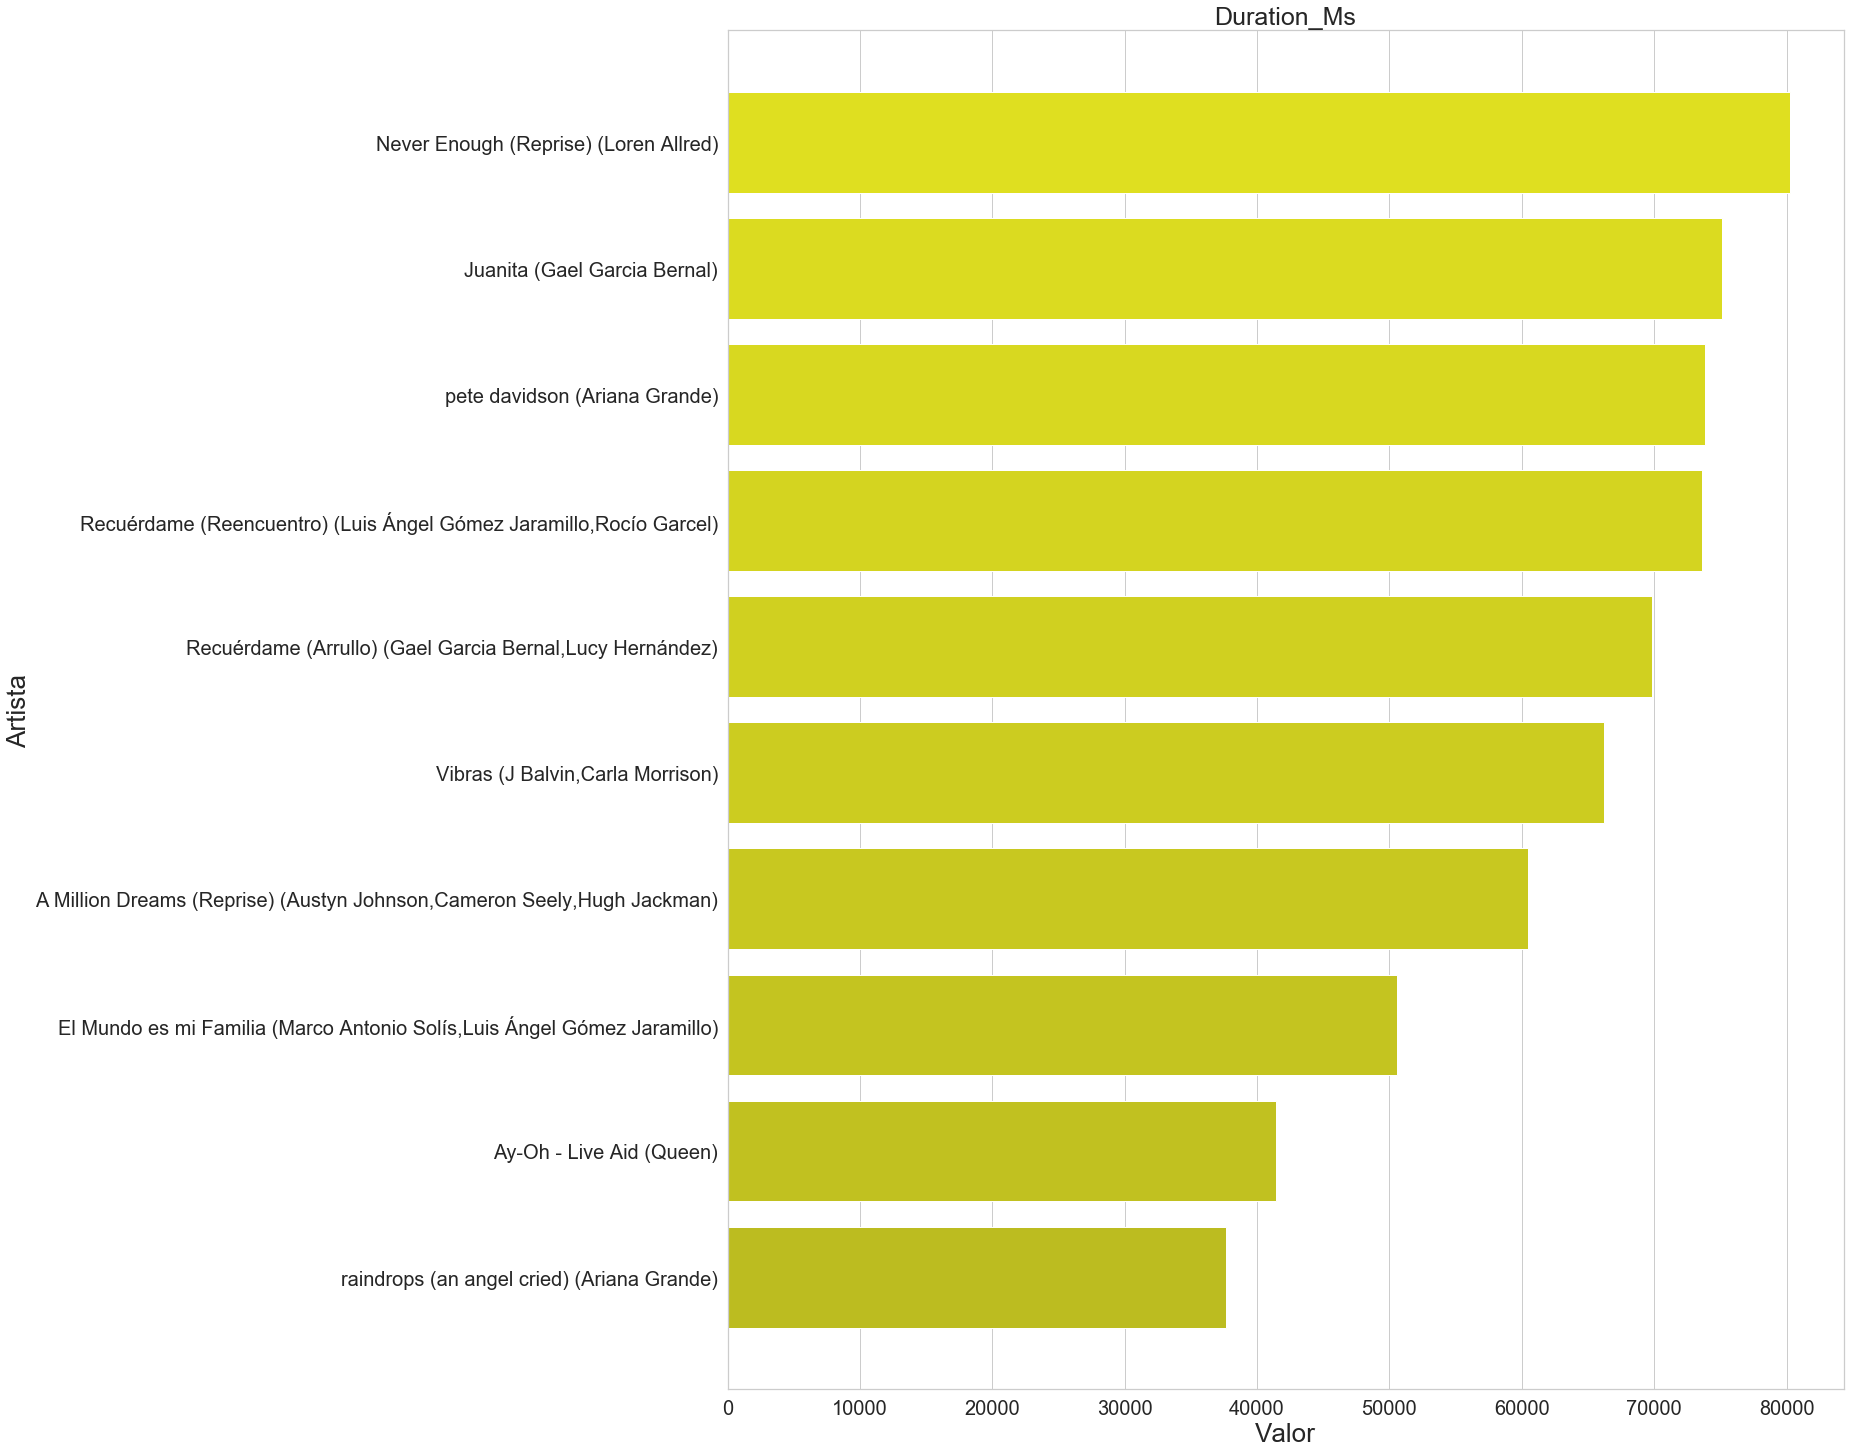 Duration_Ms
Never Enough (Reprise) (Loren Allred)
Juanita (Gael Garcia Bernal)
pete davidson (Ariana Grande)
Recuérdame (Reencuentro) (Luis Ángel Gómez Jaramillo,Rocío Garcel)
Recuérdame (Arrullo) (Gael Garcia Bernal,Lucy Hernández)
Vibras (J Balvin,Carla Morrison)
A Million Dreams (Reprise) (Austyn Johnson,Cameron Seely,Hugh Jackman)
El Mundo es mi Familia (Marco Antonio Solís,Luis Ángel Gómez Jaramillo)
Ay-Oh - Live Aid (Queen)
raindrops (an angel cried) (Ariana Grande)
Artista
0 10000 20000 30000 40000 50000 60000 70000 80000
Valor